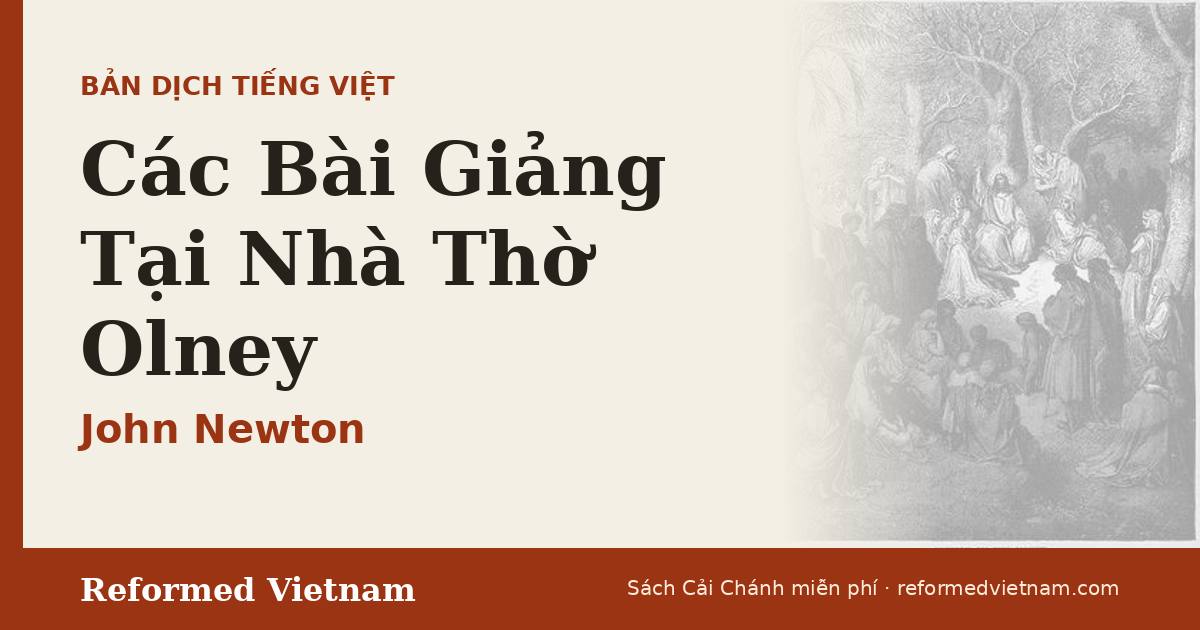 BẢN DỊCH TIẾNG VIỆT
Các Bài Giảng
Tại Nhà Thờ
Olney
John Newton
Reformed Vietnam
Sách Cải Chánh miễn phí · reformedvietnam.com